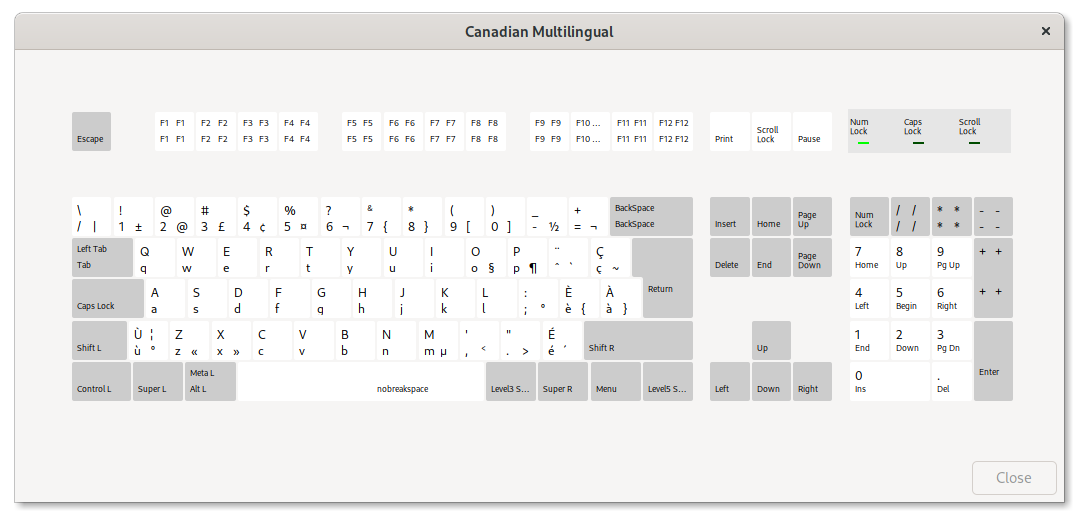 Canadian Multilingual
Escape F1 F1 F2 F2 F3 F3 F4 F4 F5 F5 F6 F6 F7 F7 F8 F8 F9 F9 F10 ... F11 F11 F12 F12 Print Scroll Lock Pause Num Lock Caps Lock Scroll Lock
F1 F1 F2 F2 F3 F3 F4 F4 F5 F5 F6 F6 F7 F7 F8 F8 F9 F9 F10 ... F11 F11 F12 F12
\ ! @ # $ % ? & * ( ) _ + BackSpace Insert Home Page Up Num Lock / / * * - -
/ | 1 ± 2 @ 3 £ 4 ¢ 5 ¤ 6 ¬ 7 { 8 } 9 [ 0 ] - ½ = ¬ BackSpace / / * * - -
Left Tab Q W E R T Y U I O P ¨ Ç Return Delete End Page Down 7 8 9 + +
Tab q w e r t y u i o § p ¶ ^ ` ç ~ Home Up Pg Up
Caps Lock A S D F G H J K L : È À 4 5 6 + +
a s d f g h j k l ; ° è { à } Left Begin Right
Shift L Ù ¦ Z X C V B N M ' " É Shift R Up 1 2 3 Enter
ù ° z « x » c v b n m µ , < . > é ´ End Down Pg Dn
Control L Super L Meta L nobreakspace Level3 S... Super R Menu Level5 S... Left Down Right 0 .
Alt L Ins Del
Close